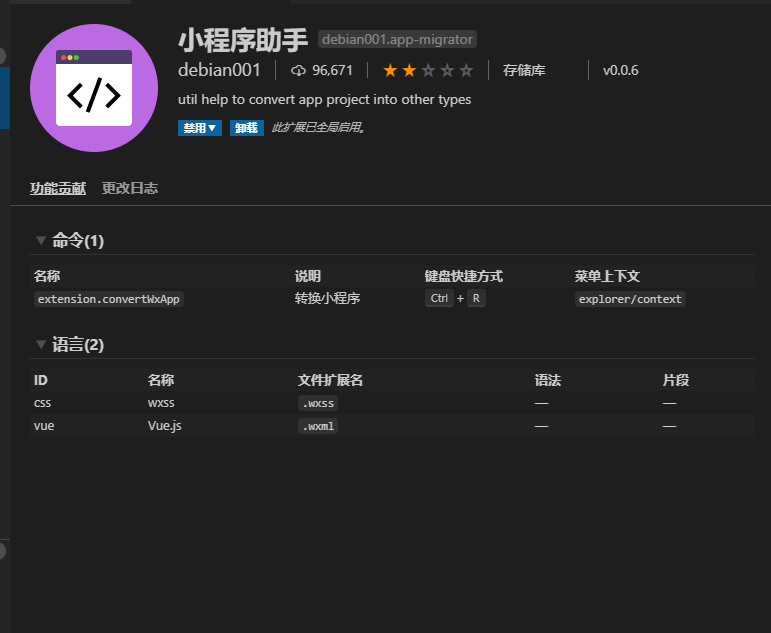 小程序助手 debian001.app-migrator
debian001 96,671 存储库 v0.0.6
util help to convert app project into other types
禁用 卸载 此扩展已全局启用。
功能贡献 更改日志
命令(1)
名称 说明 键盘快捷方式 菜单上下文
extension.convertWxApp 转换小程序 Ctrl + R explorer/context
语言(2)
ID 名称 文件扩展名 语法 片段
css wxss .wxss — —
vue Vue.js .wxml — —